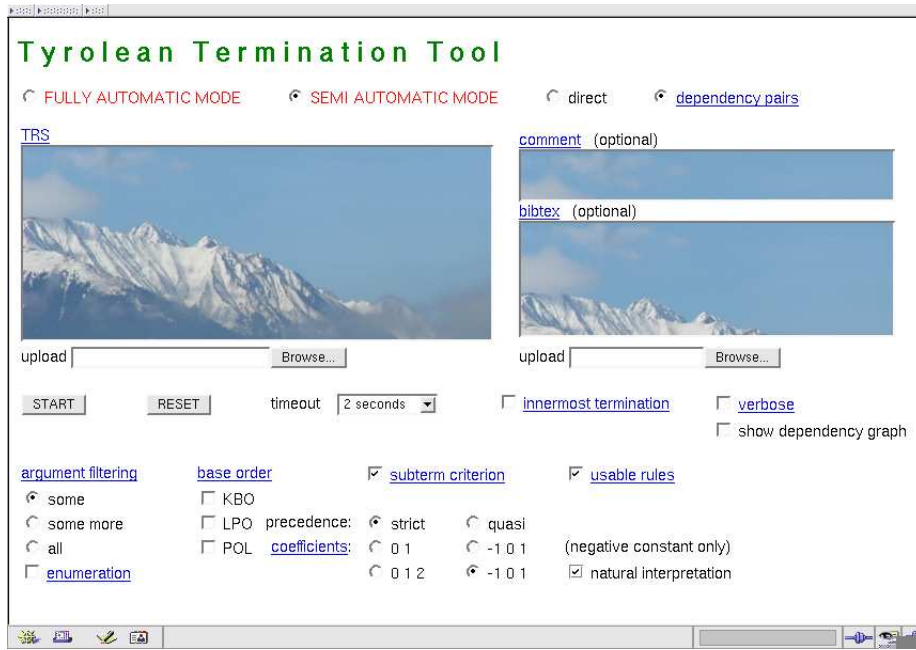 Tyrolean Termination Tool
FULLY AUTOMATIC MODE SEMI AUTOMATIC MODE direct dependency pairs
TRS
comment (optional)
bibtex (optional)
upload Browse... upload Browse...
START RESET timeout 2 seconds innermost termination verbose
show dependency graph
argument filtering base order subterm criterion usable rules
some KBO
some more LPO precedence: strict quasi
all POL coefficients: 0 1 -1 0 1 (negative constant only)
enumeration 0 1 2 -1 0 1 natural interpretation